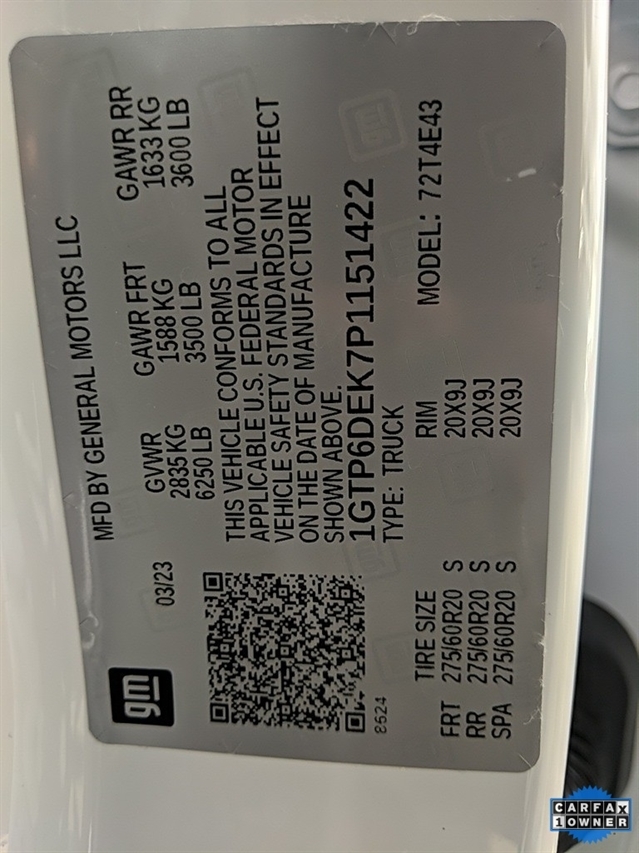 gm
03/23
MFD BY GENERAL MOTORS LLC
GVWR GAWR FRT GAWR RR
2835 KG 1588 KG 1633 KG
6250 LB 3500 LB 3600 LB
THIS VEHICLE CONFORMS TO ALL
APPLICABLE U.S. FEDERAL MOTOR
VEHICLE SAFETY STANDARDS IN EFFECT
ON THE DATE OF MANUFACTURE
SHOWN ABOVE.
1GTP6DEK7P1151422
TYPE: TRUCK
8624
MODEL: 72T4E43
TIRE SIZE RIM
FRT 275/60R20 S 20X9J
RR 275/60R20 S 20X9J
SPA 275/60R20 S 20X9J
CARFAX
1 OWNER